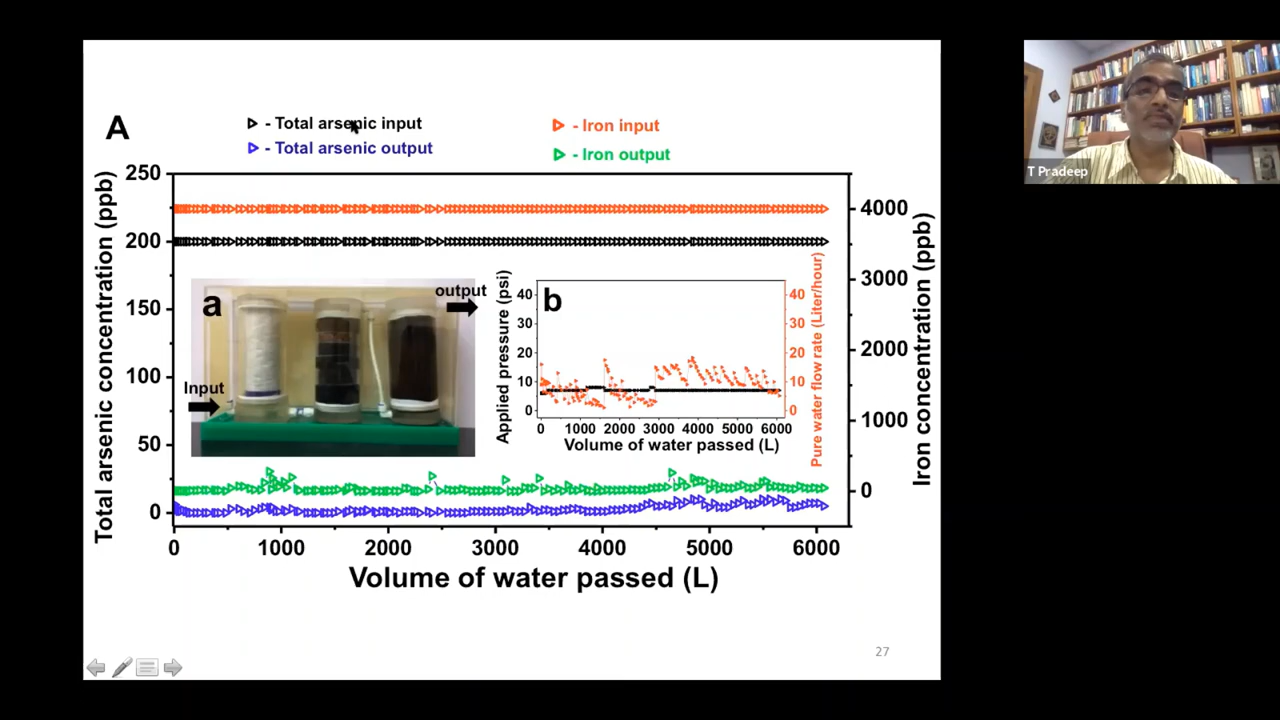 A
- Total arsenic input
- Iron input
- Total arsenic output
- Iron output
Total arsenic concentration (ppb)
250
200
150
100
50
0
4000
3000
2000
1000
0
Iron concentration (ppb)
a
Input
output
b
Applied pressure (psi)
40
30
20
10
0
40
30
20
10
0
Pure water flow rate (Liter/hour)
0 1000 2000 3000 4000 5000 6000
Volume of water passed (L)
0 1000 2000 3000 4000 5000 6000
Volume of water passed (L)
27
T Pradeep